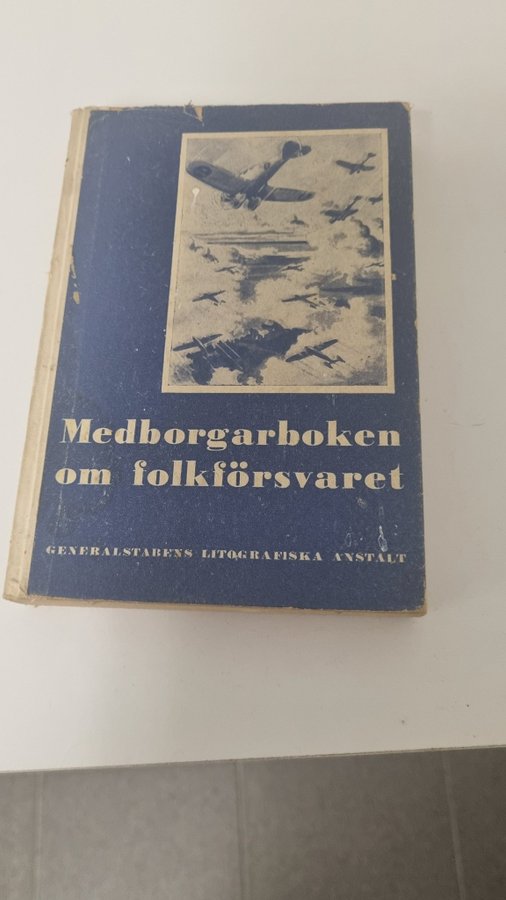 Medborgarboken
om folkförsvaret
GENERALSTABENS LITOGRAFISKA ANSTALT